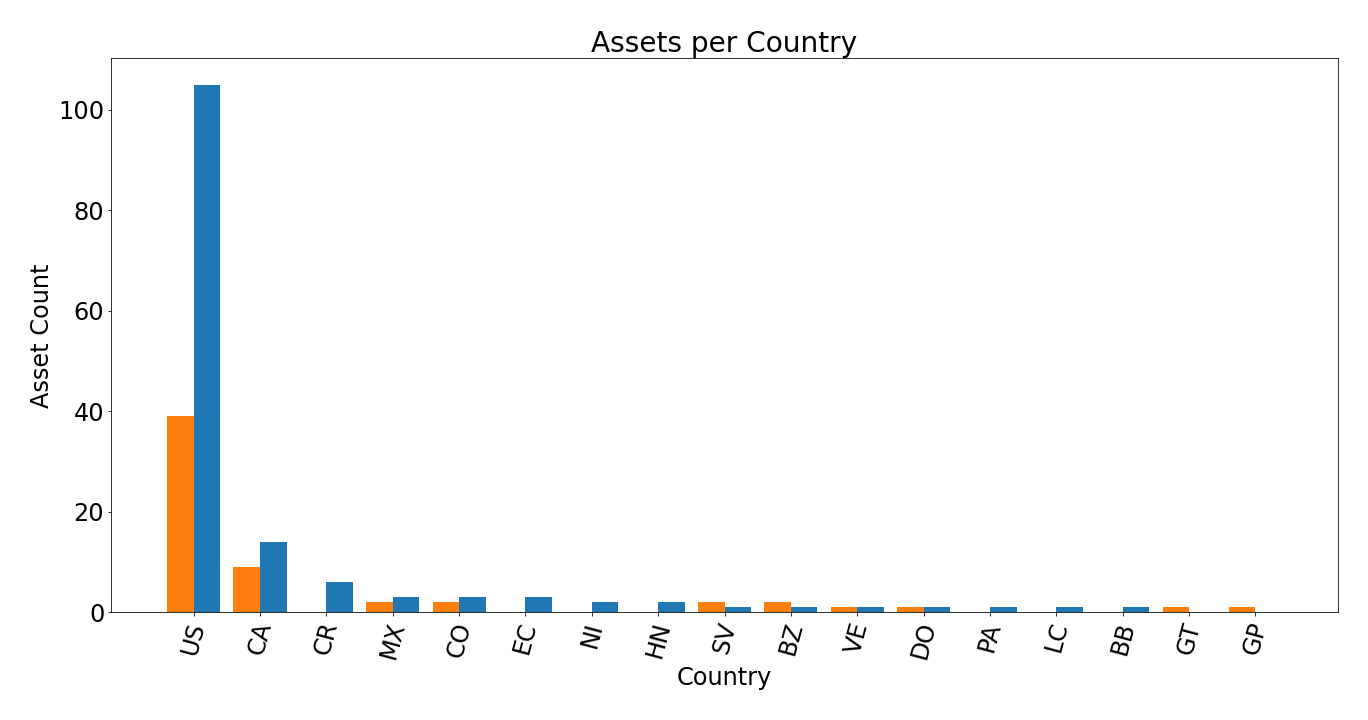 Assets per Country
Asset Count
100
80
60
40
20
0
US CA CR MX CO EC NI HN SV BZ VE DO PA LC BB GT GP
Country